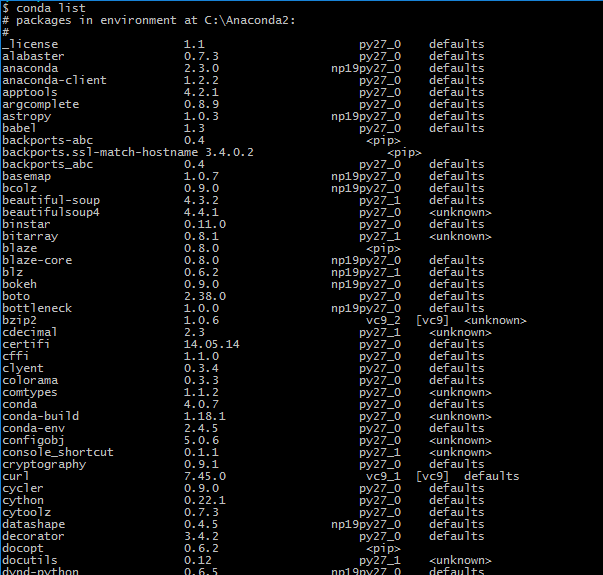 $ conda list
# packages in environment at C:\Anaconda2:
#
_license                  1.1                      py27_0    defaults
alabaster                 0.7.3                    py27_0    defaults
anaconda                  2.3.0                np19py27_0    defaults
anaconda-client           1.2.2                    py27_0    defaults
apptools                  4.2.1                    py27_0    defaults
argcomplete               0.8.9                    py27_0    defaults
astropy                   1.0.3                np19py27_0    defaults
babel                     1.3                      py27_0    defaults
backports-abc             0.4                       <pip>
backports.ssl-match-hostname 3.4.0.2                   <pip>
backports_abc             0.4                      py27_0    defaults
basemap                   1.0.7                np19py27_0    defaults
bcolz                     0.9.0                np19py27_0    defaults
beautiful-soup            4.3.2                    py27_1    defaults
beautifulsoup4            4.4.1                    py27_0    <unknown>
binstar                   0.11.0                   py27_0    defaults
bitarray                  0.8.1                    py27_1    <unknown>
blaze                     0.8.0                     <pip>
blaze-core                0.8.0                np19py27_0    defaults
blz                       0.6.2                np19py27_1    defaults
bokeh                     0.9.0                np19py27_0    defaults
boto                      2.38.0                   py27_0    defaults
bottleneck                1.0.0                np19py27_0    defaults
bzip2                     1.0.6                     vc9_2  [vc9]  <unknown>
cdecimal                  2.3                      py27_1    <unknown>
certifi                   14.05.14                 py27_0    defaults
cffi                      1.1.0                    py27_0    defaults
clyent                    0.3.4                    py27_0    defaults
colorama                  0.3.3                    py27_0    defaults
comtypes                  1.1.2                    py27_0    <unknown>
conda                     4.0.7                    py27_0    defaults
conda-build               1.18.1                   py27_0    <unknown>
conda-env                 2.4.5                    py27_0    defaults
configobj                 5.0.6                    py27_0    <unknown>
console_shortcut          0.1.1                    py27_1    <unknown>
cryptography              0.9.1                    py27_0    defaults
curl                      7.45.0                    vc9_1  [vc9]  defaults
cycler                    0.9.0                    py27_0    defaults
cython                    0.22.1                   py27_0    defaults
cytoolz                   0.7.3                    py27_0    defaults
datashape                 0.4.5                np19py27_0    defaults
decorator                 3.4.2                    py27_0    defaults
docopt                    0.6.2                     <pip>
docutils                  0.12                     py27_1    <unknown>
dynd-python               0.6.5                np19py27_0    defaults